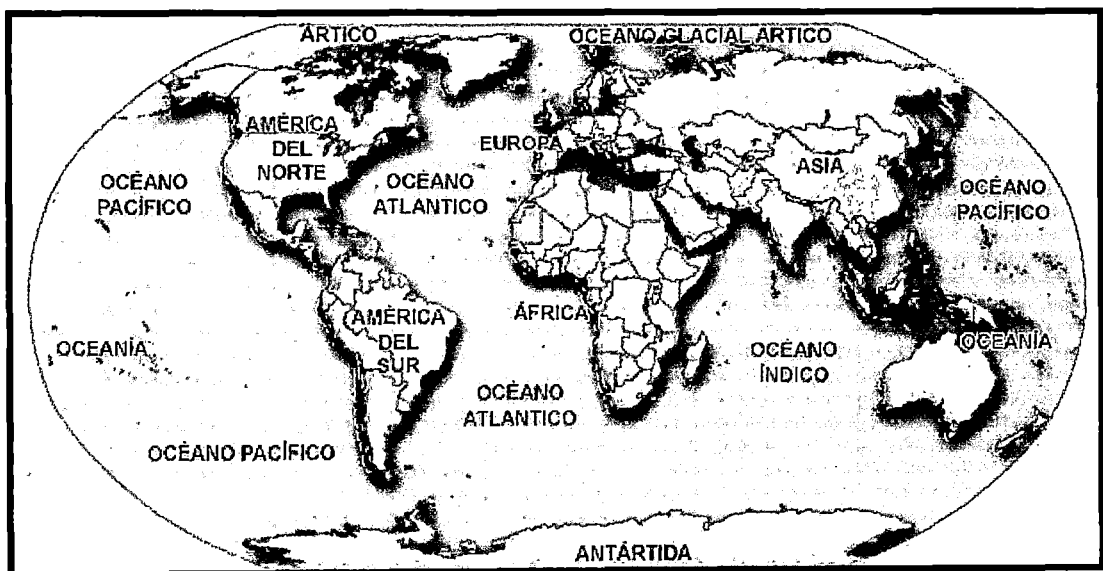 ÁRTICO
OCÉANO GLACIAL ÁRTICO
AMÉRICA
DEL
NORTE
EUROPA
ASIA
OCÉANO
PACÍFICO
OCÉANO
ATLANTICO
OCÉANO
PACÍFICO
ÁFRICA
AMÉRICA
DEL
SUR
OCEANÍA
OCEANÍA
OCÉANO
ÍNDICO
OCÉANO
ATLANTICO
OCÉANO PACÍFICO
ANTÁRTIDA